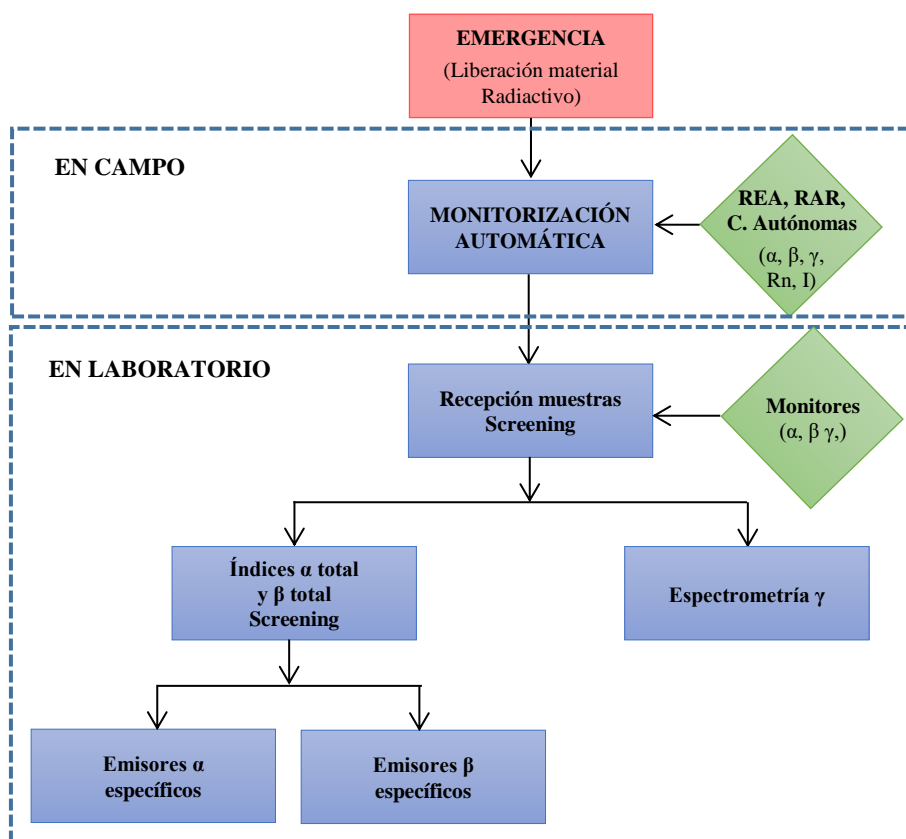 EMERGENCIA
(Liberación material
Radiactivo)
EN CAMPO
MONITORIZACIÓN
AUTOMÁTICA
REA, RAR,
C. Autónomas
(α, β, γ,
Rn, I)
EN LABORATORIO
Recepción muestras
Screening
Monitores
(α, β γ,)
Índices α total
y β total
Screening
Espectrometría γ
Emisores α
específicos
Emisores β
específicos